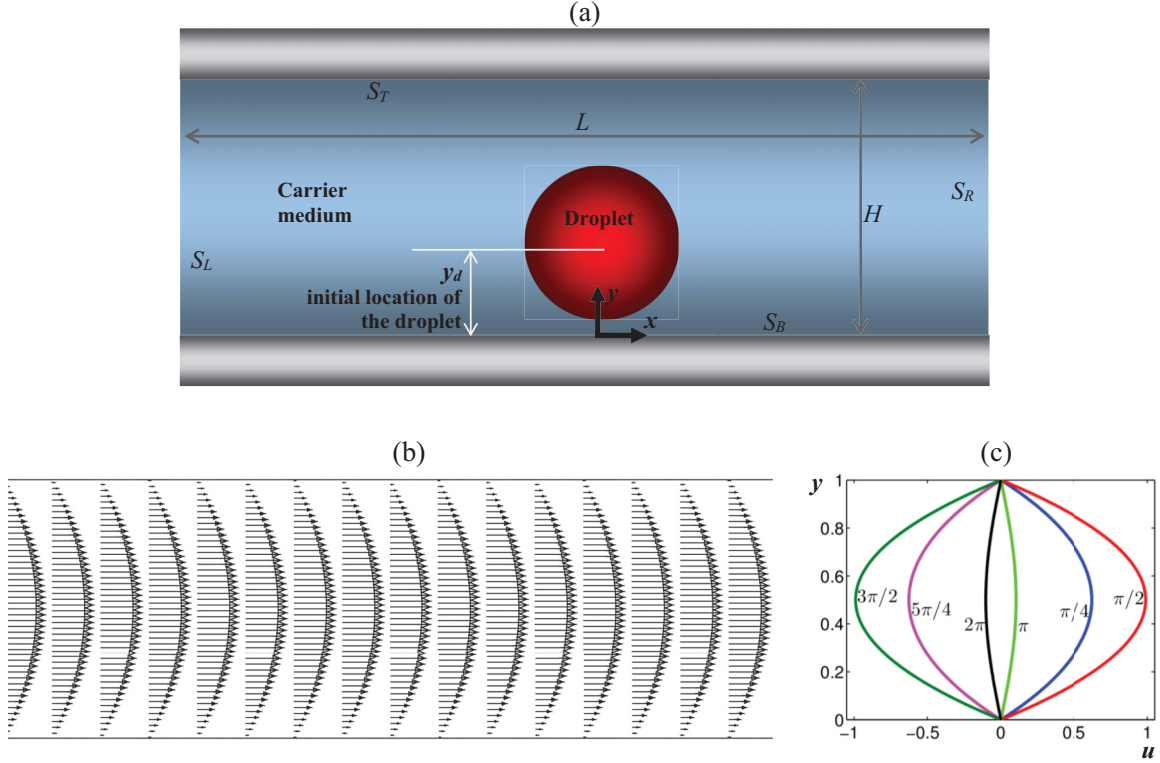 (a)
S_T
L
Carrier
medium
Droplet
S_R
H
S_L
y_d
initial location of
the droplet
y
x
S_B
(b)
(c)
y
1
0.8
0.6
0.4
0.2
0
3π/2
5π/4
2π
π
π/4
π/2
-1
-0.5
0
0.5
1
u